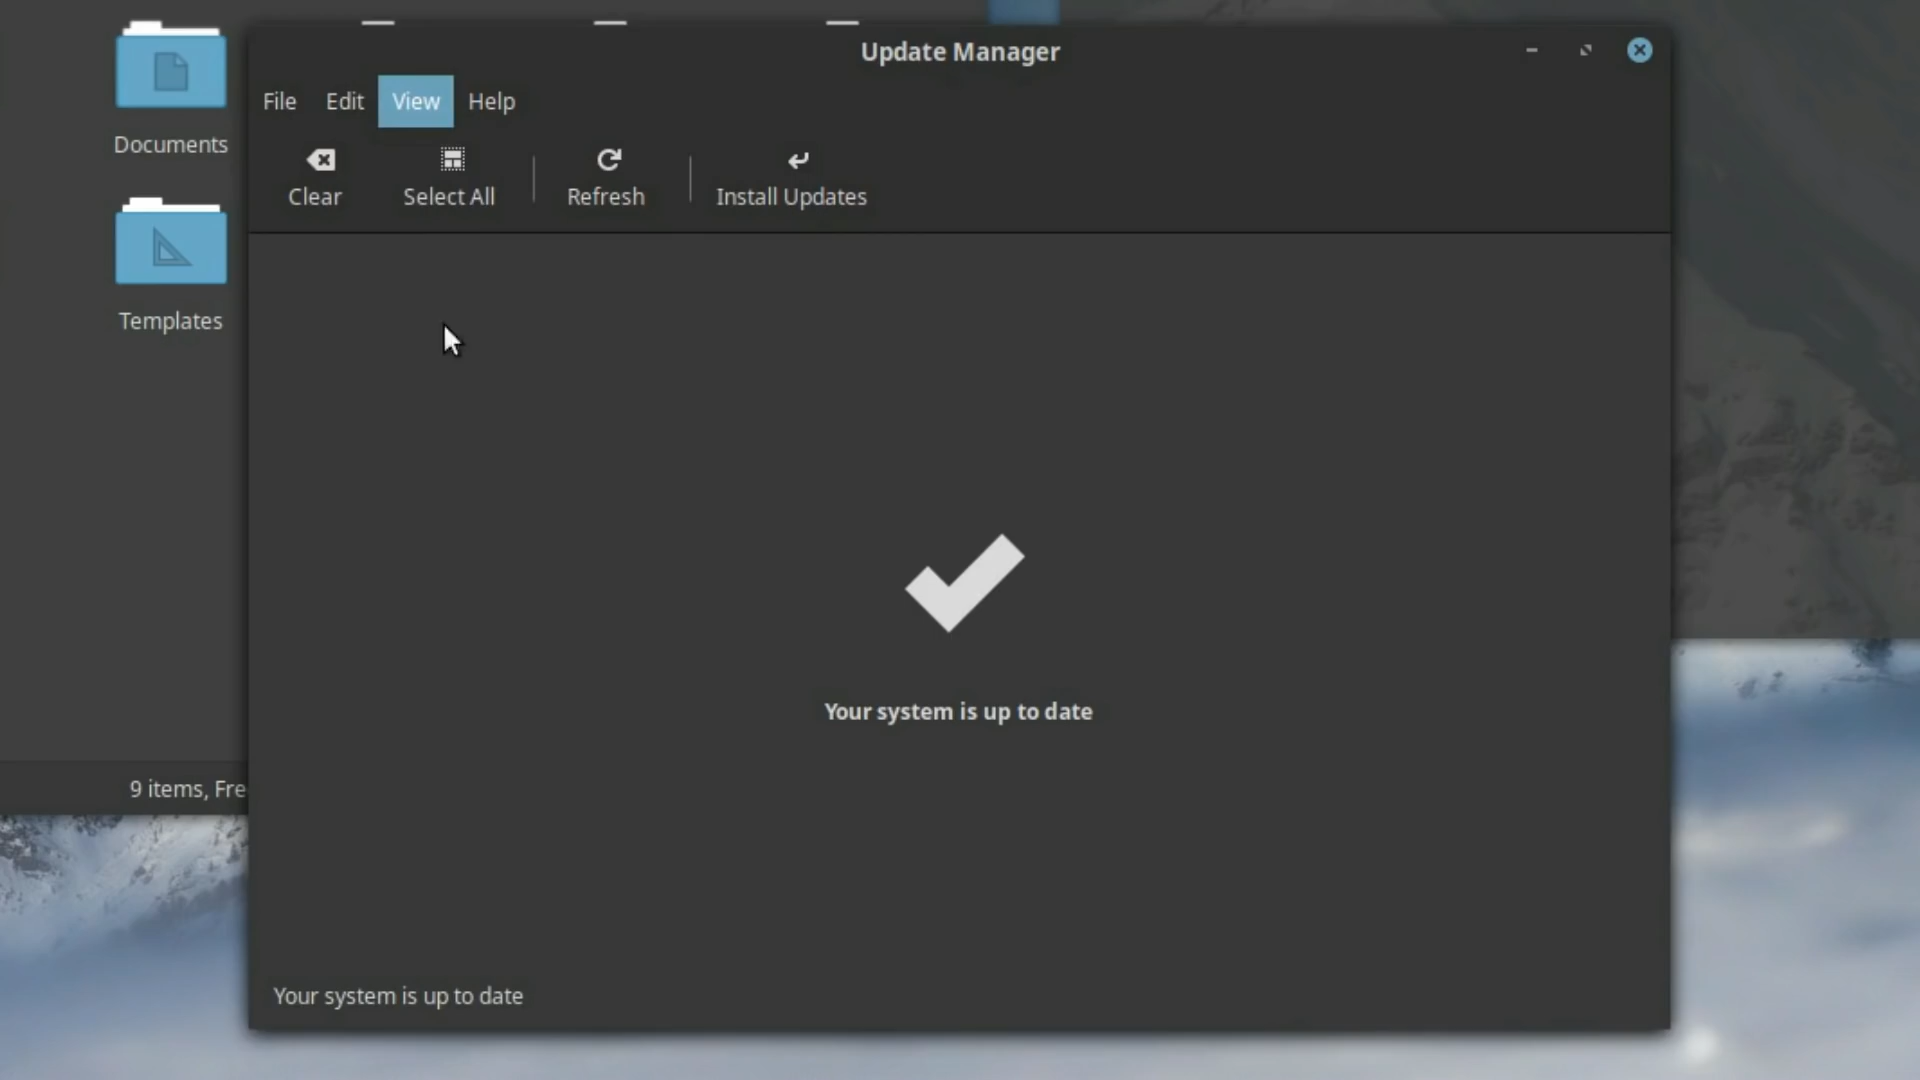 Update Manager
File Edit View Help
Clear Select All Refresh Install Updates
Documents
Templates
Your system is up to date
9 items, Fre
Your system is up to date